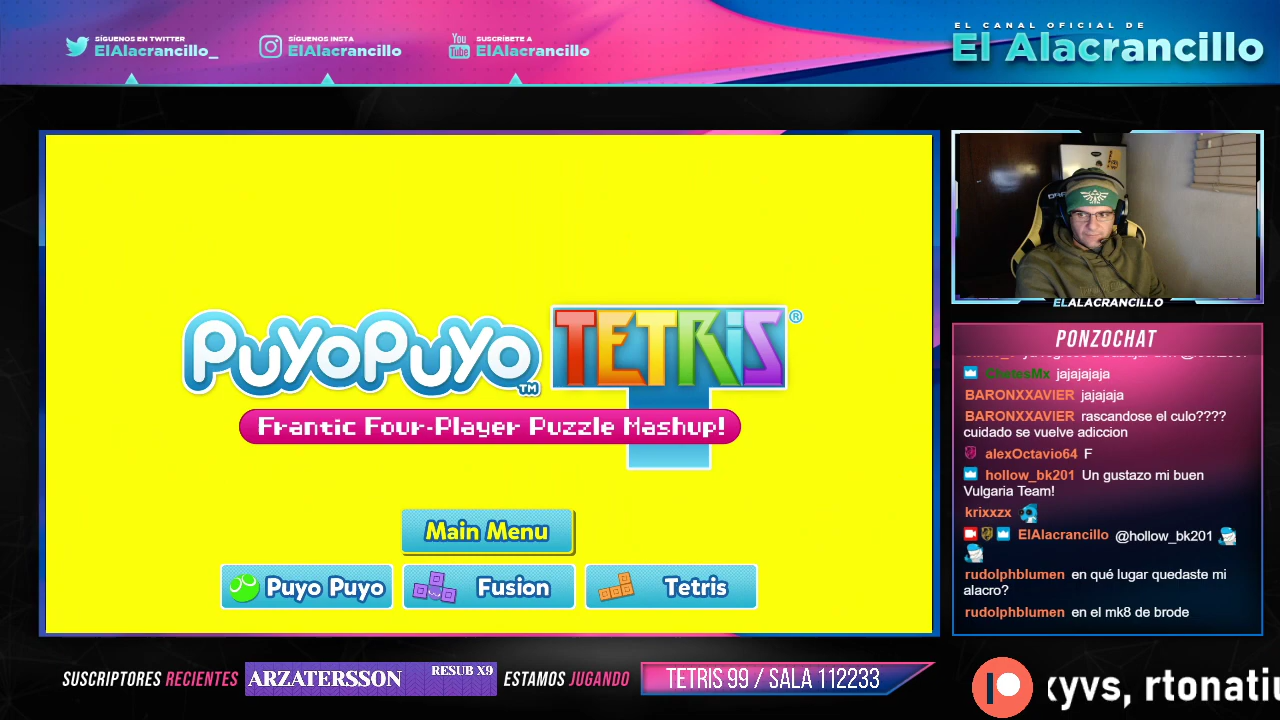 SÍGUENOS EN TWITTER
ElAlacrancillo_
SÍGUENOS INSTA
ElAlacrancillo
You
Tube
SUSCRÍBETE A
ElAlacrancillo
EL CANAL OFICIAL DE
El Alacrancillo
PuyoPuyo™
TETRIS®
Frantic Four-Player Puzzle Mashup!
Main Menu
Puyo Puyo
Fusion
Tetris
ELALACRANCILLO
PONZOCHAT
ChetesMx jajajajaja
BARONXXAVIER jajajaja
BARONXXAVIER rascandose el culo????
cuidado se vuelve adiccion
alexOctavio64 F
hollow_bk201 Un gustazo mi buen
Vulgaria Team!
krixxzx
ElAlacrancillo @hollow_bk201
rudolphblumen en qué lugar quedaste mi
alacro?
rudolphblumen en el mk8 de brode
SUSCRIPTORES RECIENTES
ARZATERSSON
RESUB X9
ESTAMOS JUGANDO
TETRIS 99 / SALA 112233
xyvs, rtonatiu